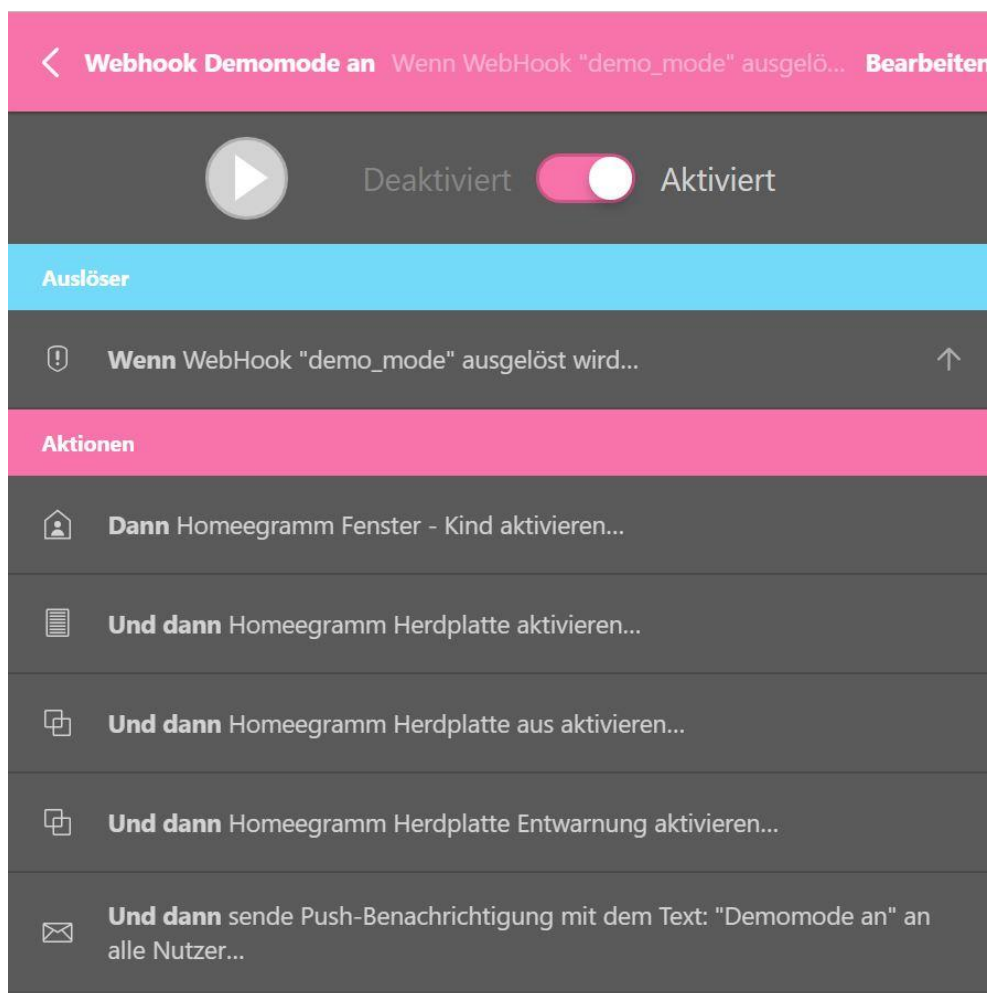 Webhook Demomode an Wenn WebHook "demo_mode" ausgelö... Bearbeiten
Deaktiviert Aktiviert
Auslöser
Wenn WebHook "demo_mode" ausgelöst wird...
Aktionen
Dann Homeegramm Fenster - Kind aktivieren...
Und dann Homeegramm Herdplatte aktivieren...
Und dann Homeegramm Herdplatte aus aktivieren...
Und dann Homeegramm Herdplatte Entwarnung aktivieren...
Und dann sende Push-Benachrichtigung mit dem Text: "Demomode an" an
alle Nutzer...